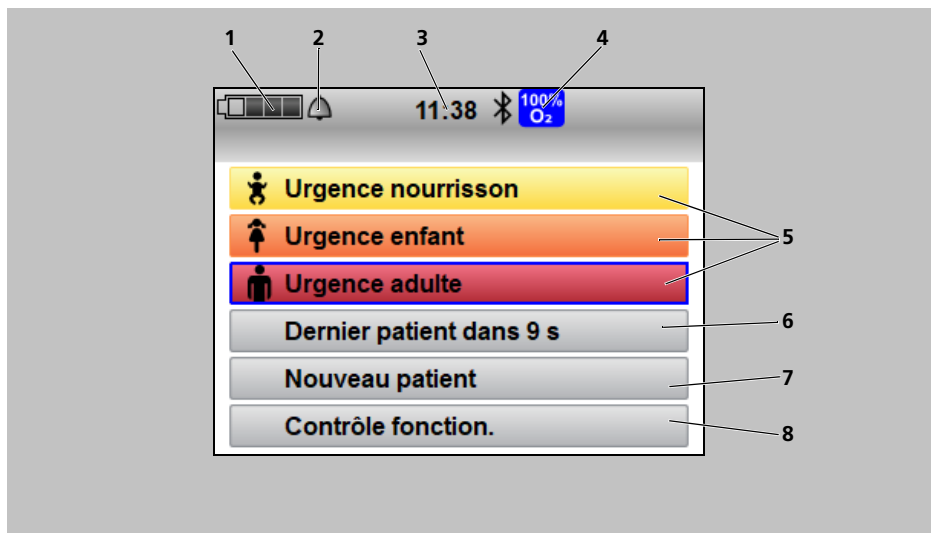 1 2 3 4
11:38 100% O₂
Urgence nourrisson
Urgence enfant
5
Urgence adulte
Dernier patient dans 9 s 6
Nouveau patient 7
Contrôle fonction. 8